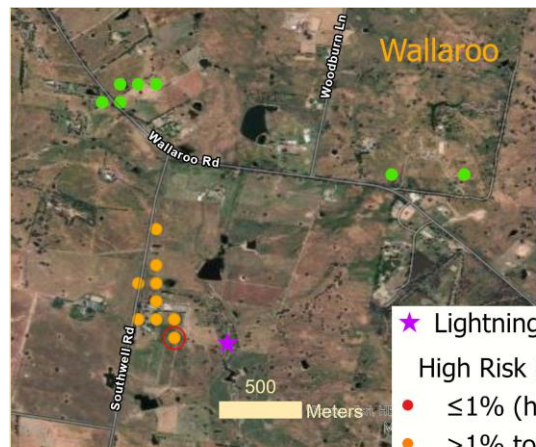 Wallaroo
Woodburn Ln
Wallaroo Rd
Southwell Rd
500
Meters
Lightning
High Risk
≤1% (h
>1% to